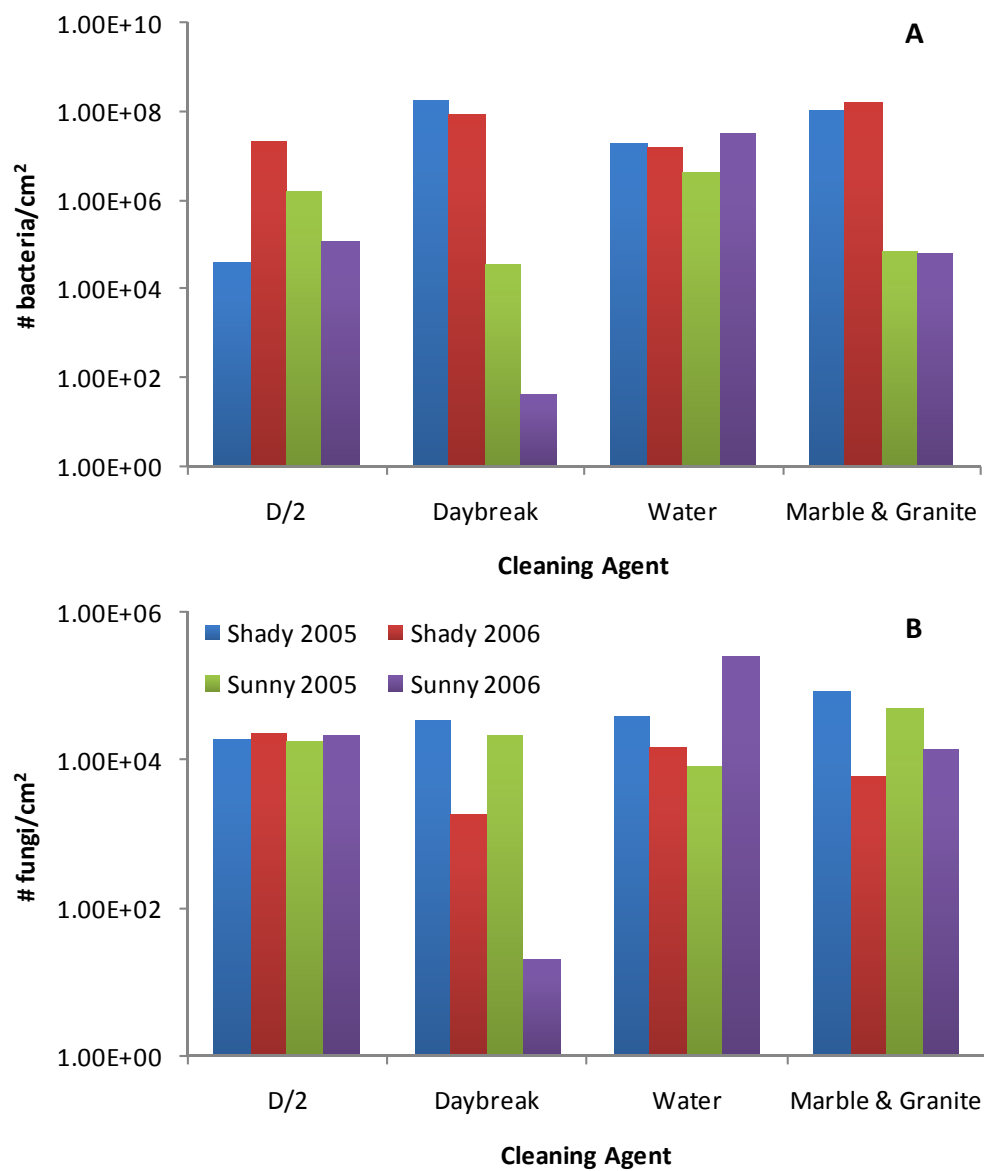 A
1.00E+10
1.00E+08
1.00E+06
1.00E+04
1.00E+02
1.00E+00
# bacteria/cm²
D/2 Daybreak Water Marble & Granite
Cleaning Agent
B
1.00E+06
1.00E+04
1.00E+02
1.00E+00
# fungi/cm²
Shady 2005 Shady 2006
Sunny 2005 Sunny 2006
D/2 Daybreak Water Marble & Granite
Cleaning Agent